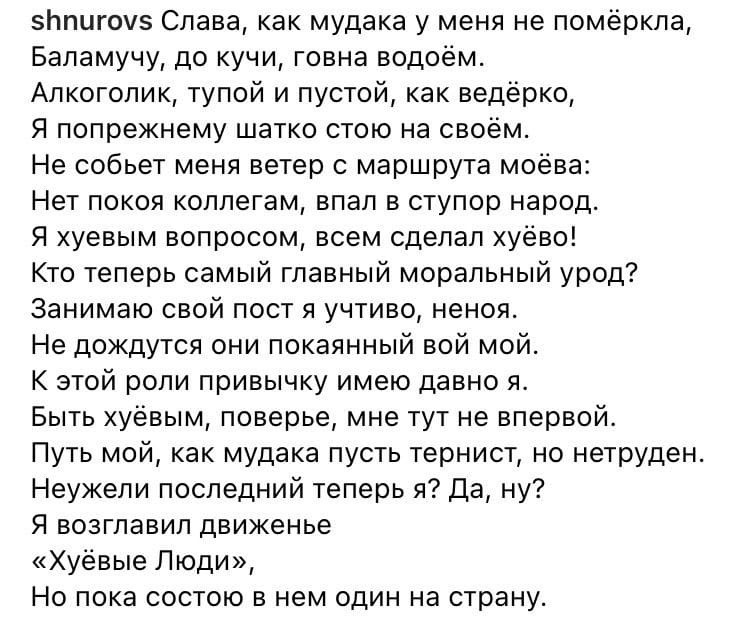 shnurovs Слава, как мудака у меня не помёркла,
Баламучу, до кучи, говна водоём.
Алкоголик, тупой и пустой, как ведёрко,
Я попрежнему шатко стою на своём.
Не собьет меня ветер с маршрута моёва:
Нет покоя коллегам, впал в ступор народ.
Я хуевым вопросом, всем сделал хуёво!
Кто теперь самый главный моральный урод?
Занимаю свой пост я учтиво, неноя.
Не дождутся они покаянный вой мой.
К этой роли привычку имею давно я.
Быть хуёвым, поверье, мне тут не впервой.
Путь мой, как мудака пусть тернист, но нетруден.
Неужели последний теперь я? Да, ну?
Я возглавил движенье
«Хуёвые Люди»,
Но пока состою в нем один на страну.